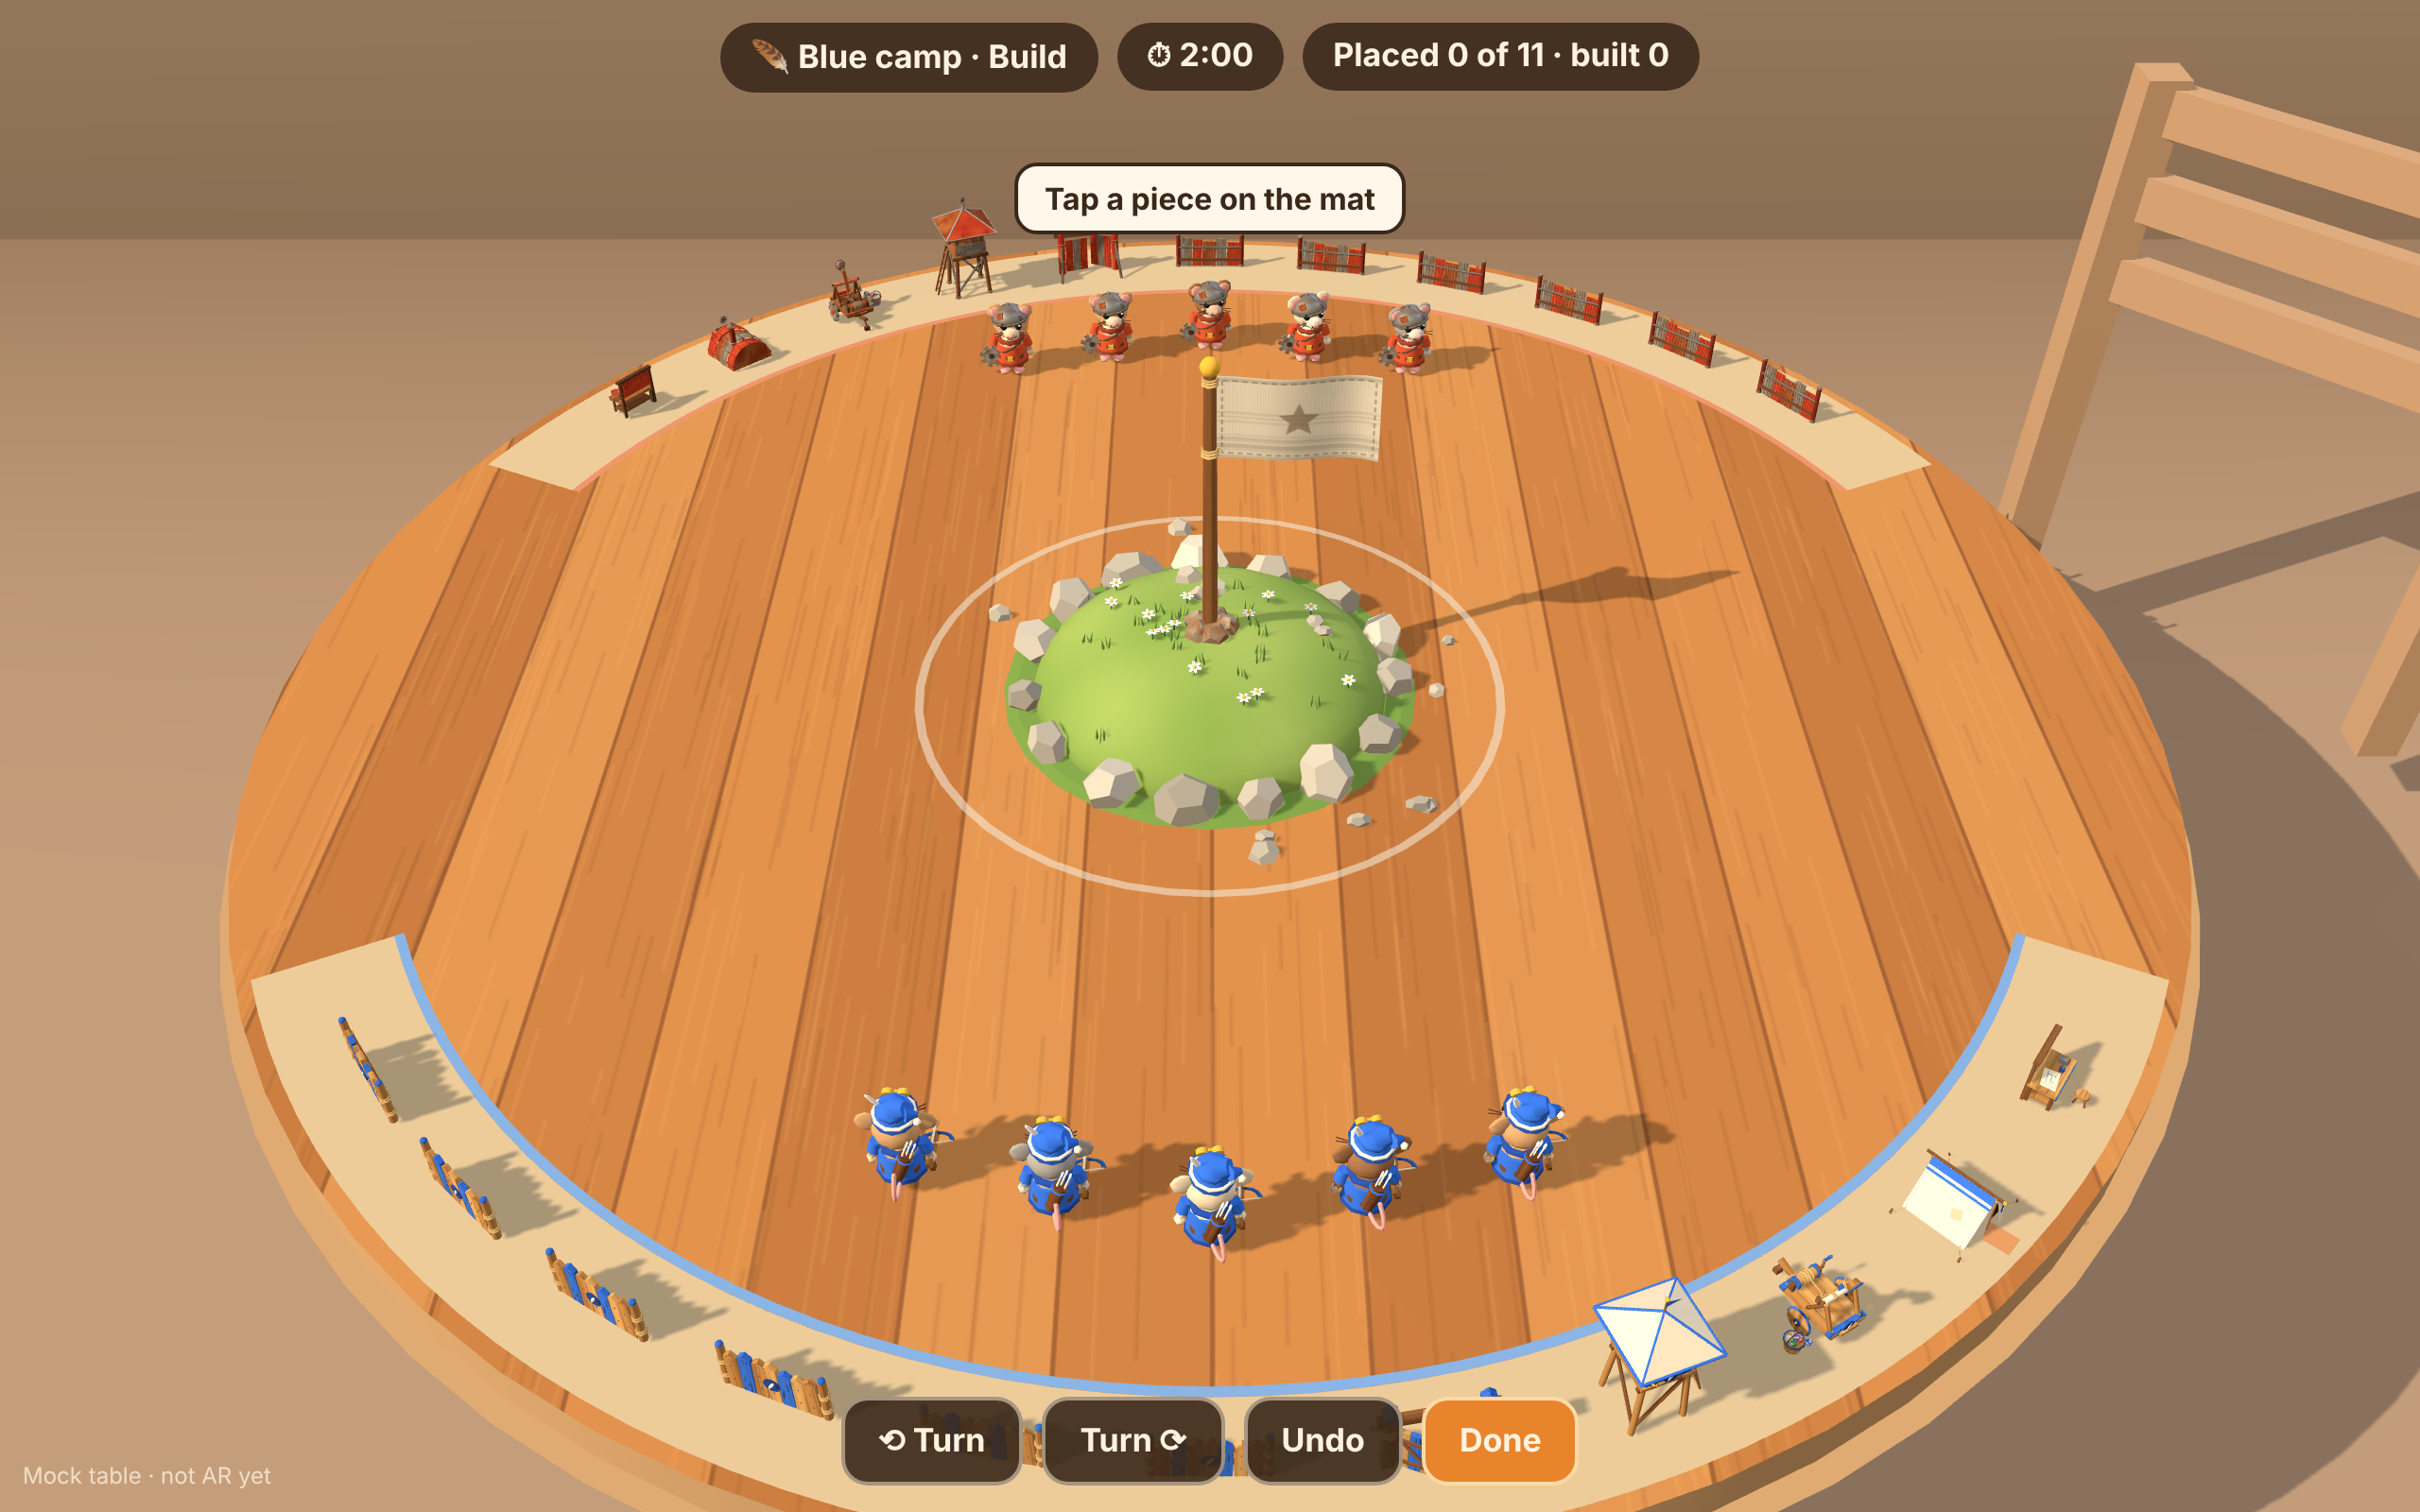 🪶 Blue camp · Build
⏱ 2:00
Placed 0 of 11 · built 0
Tap a piece on the mat
⟲ Turn
Turn ⟳
Undo
Done
Mock table · not AR yet